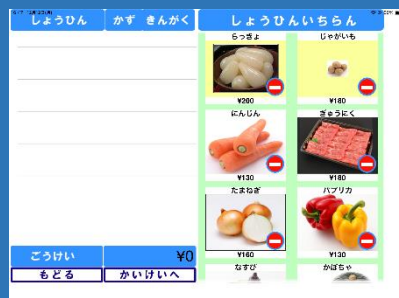 しょうひん かず きんがく
しょうひんいちらん
らっきょ じゃがいも
¥200 ¥180
にんじん ぎゅうにく
¥130 ¥180
たまねぎ パプリカ
¥160 ¥130
なすび かぼちゃ
ごうけい ¥0
もどる かいけいへ